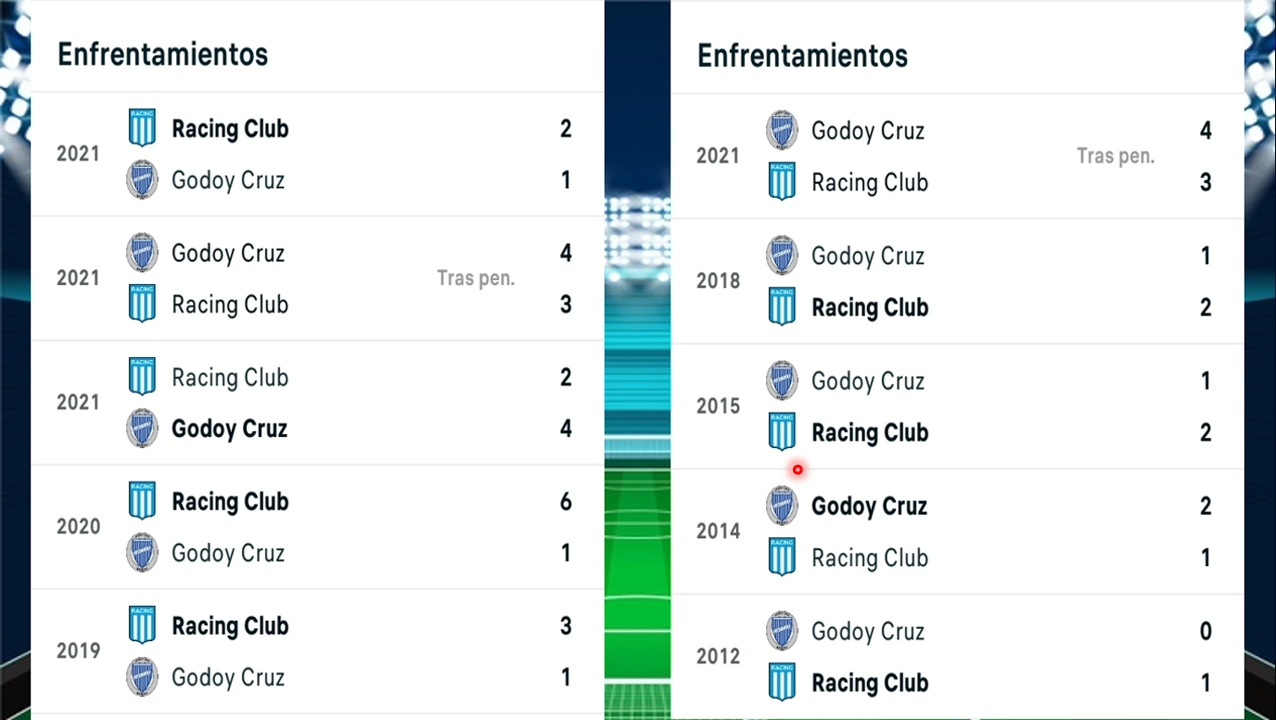 Enfrentamientos
2021
Racing Club 2
Godoy Cruz 1
2021
Godoy Cruz 4
Tras pen.
Racing Club 3
2021
Racing Club 2
Godoy Cruz 4
2020
Racing Club 6
Godoy Cruz 1
2019
Racing Club 3
Godoy Cruz 1
Enfrentamientos
2021
Godoy Cruz 4
Tras pen.
Racing Club 3
2018
Godoy Cruz 1
Racing Club 2
2015
Godoy Cruz 1
Racing Club 2
2014
Godoy Cruz 2
Racing Club 1
2012
Godoy Cruz 0
Racing Club 1